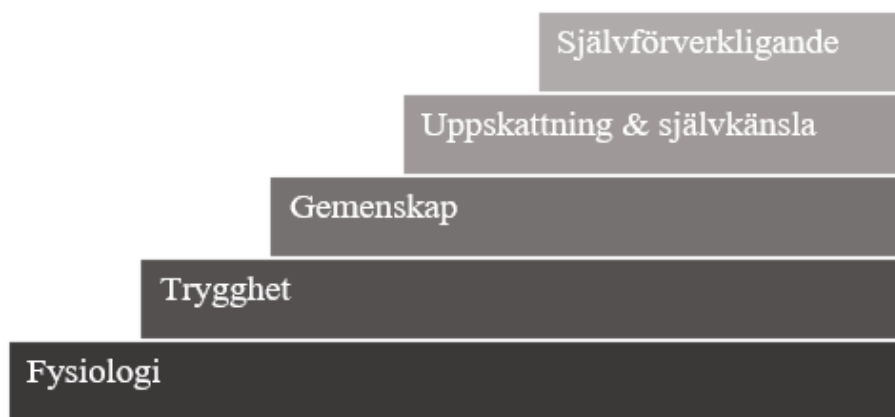 Självförverkligande
Uppskattning & självkänsla
Gemenskap
Trygghet
Fysiologi